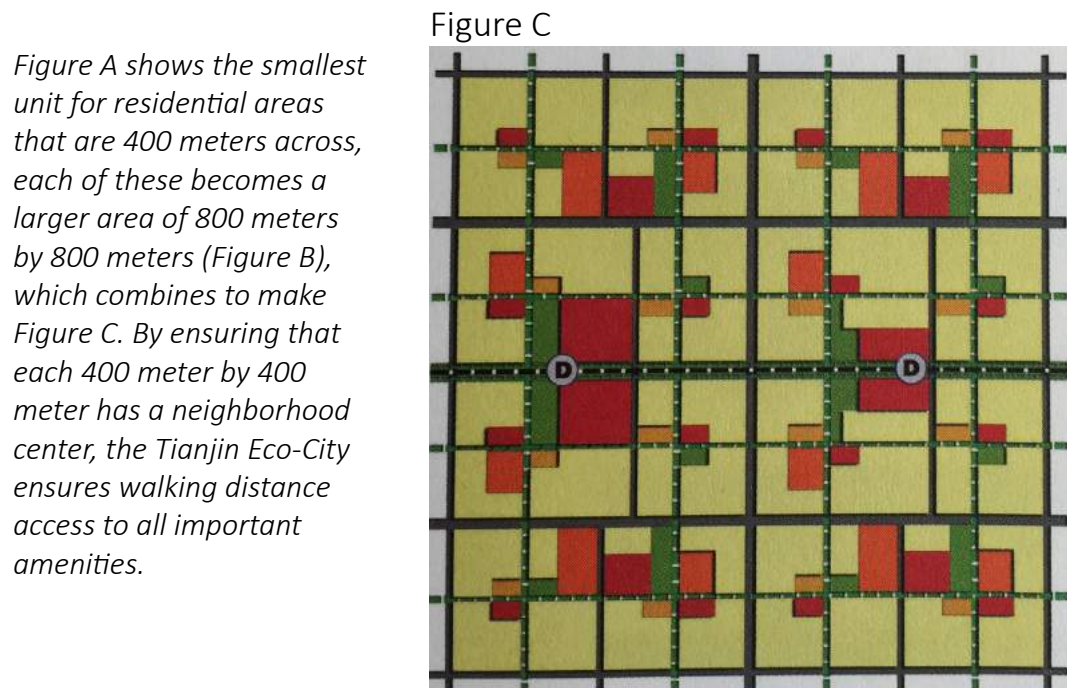 Figure C
Figure A shows the smallest
unit for residential areas
that are 400 meters across,
each of these becomes a
larger area of 800 meters
by 800 meters (Figure B),
which combines to make
Figure C. By ensuring that
each 400 meter by 400
meter has a neighborhood
center, the Tianjin Eco-City
ensures walking distance
access to all important
amenities.
D
D